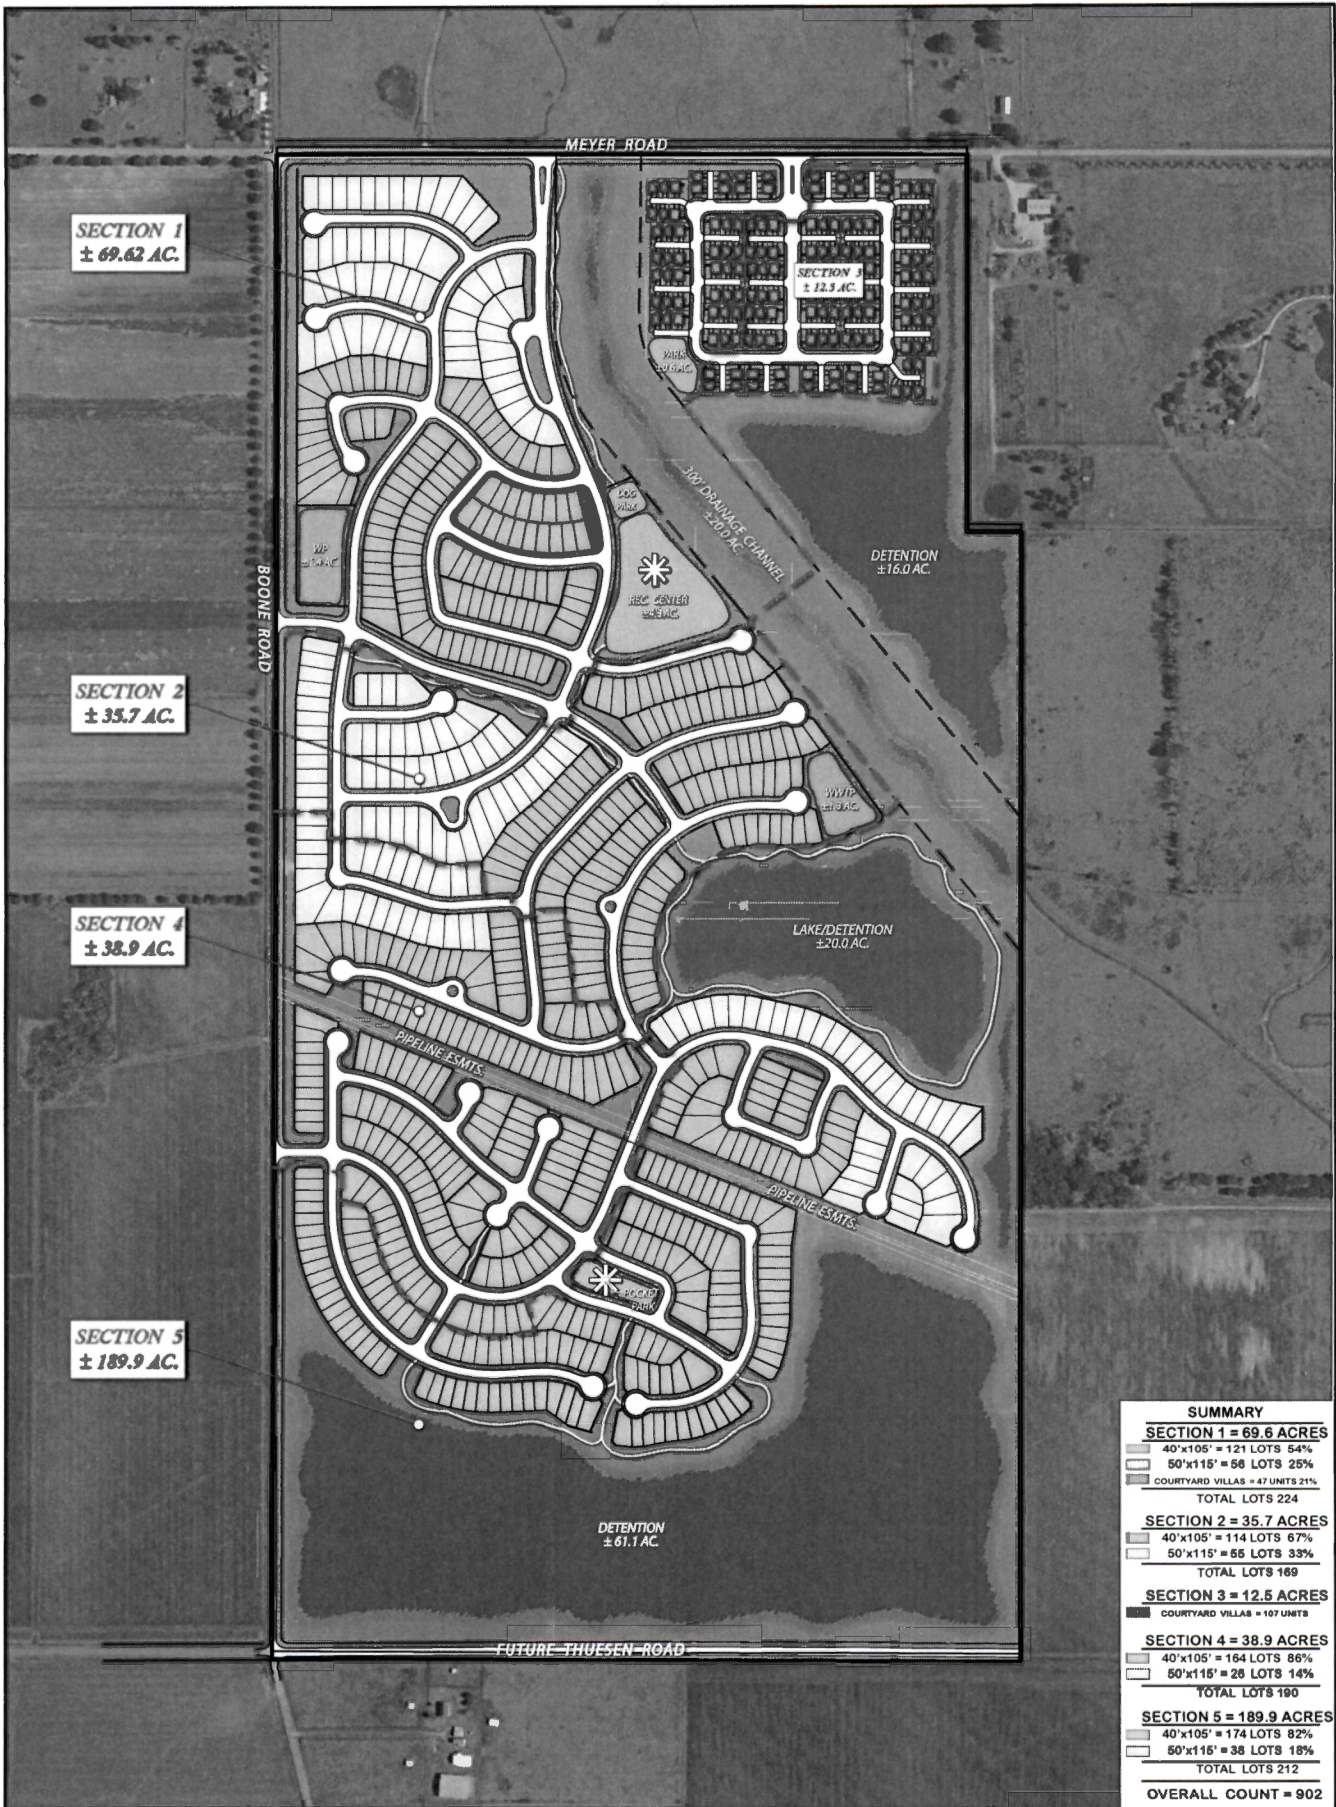 MEYER ROAD
SECTION 1
± 69.62 AC.
SECTION 3
± 12.5 AC.
PARK
±0.6 AC.
300' DRAINAGE CHANNEL
±20.0 AC.
DOG
PARK
WP
AC.
DETENTION
±16.0 AC.
REC. CENTER
AC.
BOONE ROAD
SECTION 2
± 35.7 AC.
WWTP
AC.
SECTION 4
± 38.9 AC.
LAKE/DETENTION
±20.0 AC.
PIPELINE ESMTS.
PIPELINE ESMTS.
POCKET
PARK
SECTION 5
± 189.9 AC.
DETENTION
± 61.1 AC.
FUTURE THUESEN ROAD
SUMMARY
SECTION 1 = 69.6 ACRES
40'x105' = 121 LOTS 54%
50'x115' = 56 LOTS 25%
COURTYARD VILLAS = 47 UNITS 21%
TOTAL LOTS 224
SECTION 2 = 35.7 ACRES
40'x105' = 114 LOTS 67%
50'x115' = 55 LOTS 33%
TOTAL LOTS 169
SECTION 3 = 12.5 ACRES
COURTYARD VILLAS = 107 UNITS
SECTION 4 = 38.9 ACRES
40'x105' = 164 LOTS 86%
50'x115' = 26 LOTS 14%
TOTAL LOTS 190
SECTION 5 = 189.9 ACRES
40'x105' = 174 LOTS 82%
50'x115' = 38 LOTS 18%
TOTAL LOTS 212
OVERALL COUNT = 902